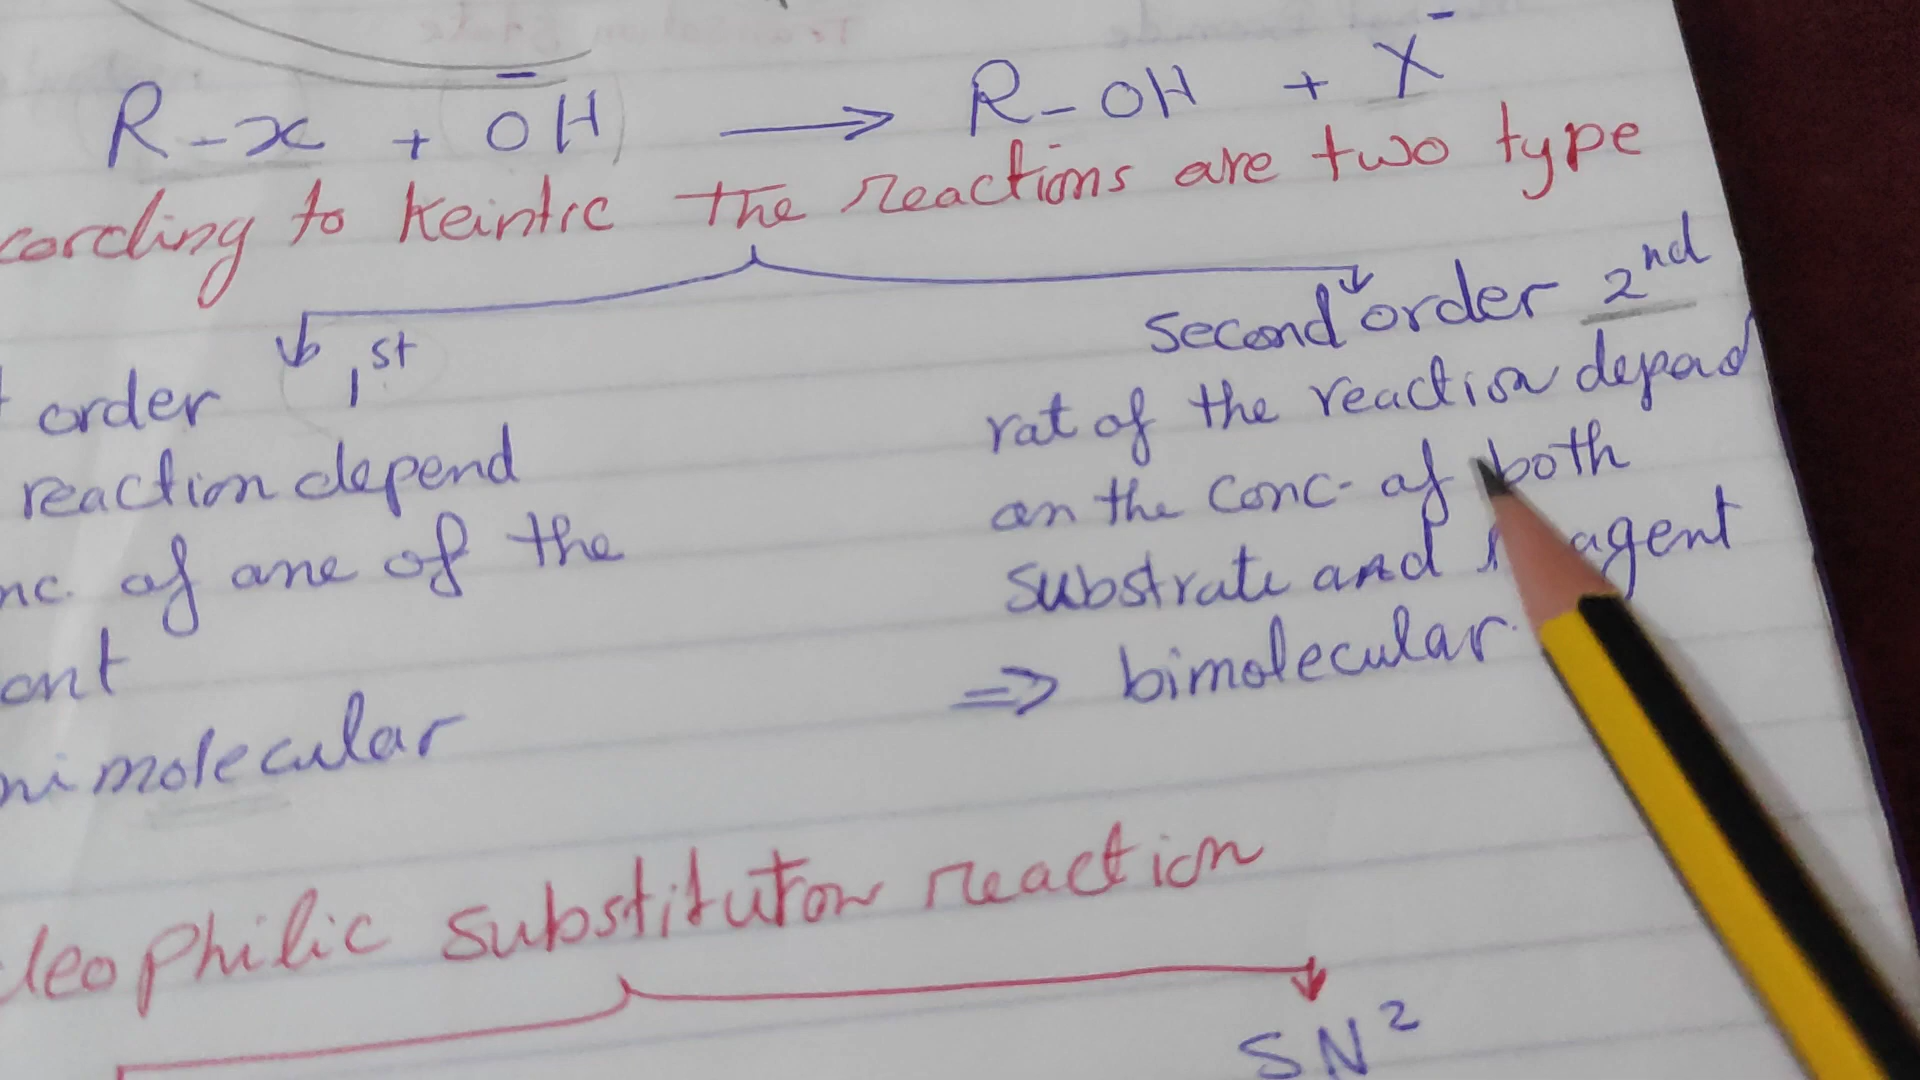 R-x + ŌH → R-OH + X⁻
cording to Keintic the reactions are two type
order 1st
reaction depend
nc. of one of the
ant
nimolecular
second order 2nd
rat of the reaction depend
on the conc. of both
substrate and reagent
⇒ bimolecular
leophilic substitution reaction
SN²